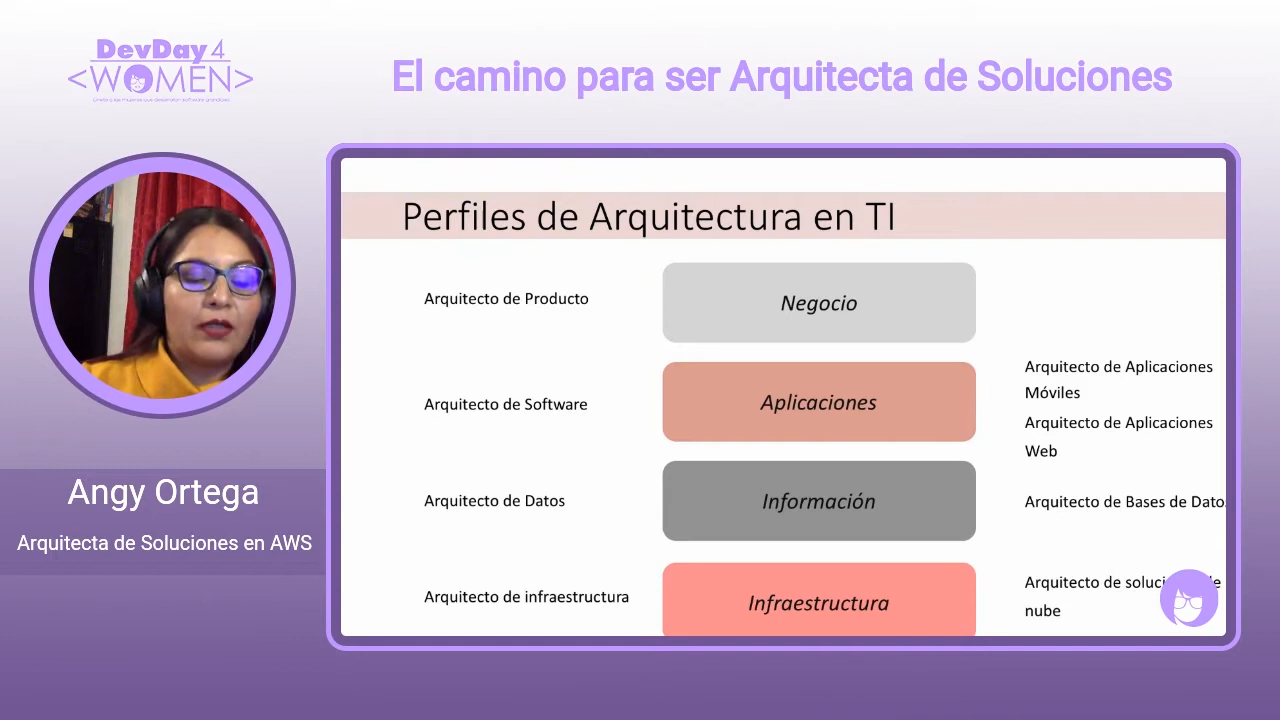 DevDay4
<WOMEN>
El camino para ser Arquitecta de Soluciones
Perfiles de Arquitectura en TI
Arquitecto de Producto
Negocio
Arquitecto de Software
Aplicaciones
Arquitecto de Aplicaciones
Móviles
Arquitecto de Aplicaciones
Web
Arquitecto de Datos
Información
Arquitecto de Bases de Dato
Arquitecto de infraestructura
Infraestructura
Arquitecto de
nube
Angy Ortega
Arquitecta de Soluciones en AWS